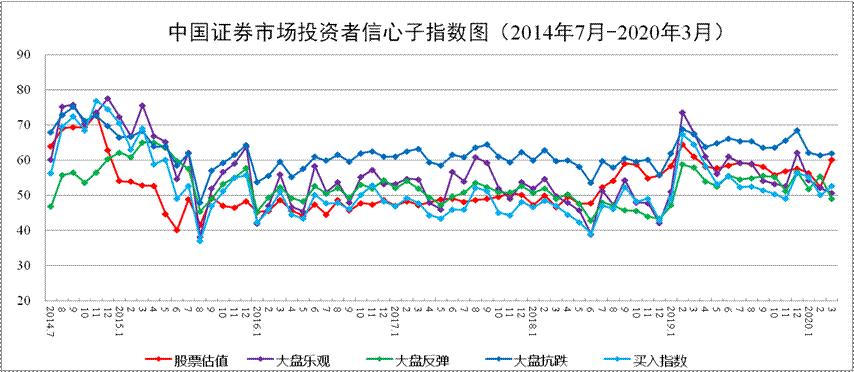 中国证券市场投资者信心子指数图（2014年7月-2020年3月）
90
80
70
60
50
40
30
20
2014.7 8 9 10 11 12 2015.1 2 3 4 5 6 7 8 9 10 11 12 2016.1 2 3 4 5 6 7 8 9 10 11 12 2017.1 2 3 4 5 6 7 8 9 10 11 12 2018.1 2 3 4 5 6 7 8 9 10 11 12 2019.1 2 3 4 5 6 7 8 9 10 11 12 2020.1 2 3
股票估值 大盘乐观 大盘反弹 大盘抗跌 买入指数